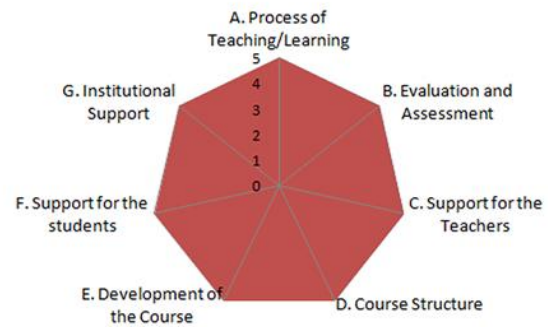 A. Process of
Teaching/Learning
5
4
3
2
1
0
B. Evaluation and
Assessment
C. Support for the
Teachers
D. Course Structure
E. Development of
the Course
F. Support for the
students
G. Institutional
Support